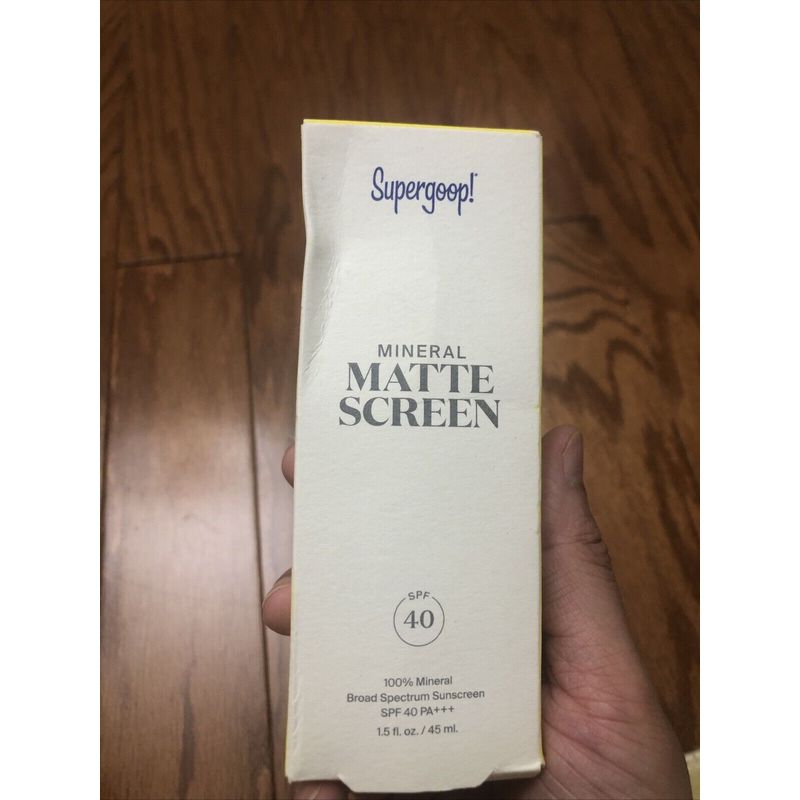 Supergoop!
MINERAL
MATTE
SCREEN
SPF
40
100% Mineral
Broad Spectrum Sunscreen
SPF 40 PA+++
1.5 fl. oz. / 45 ml.